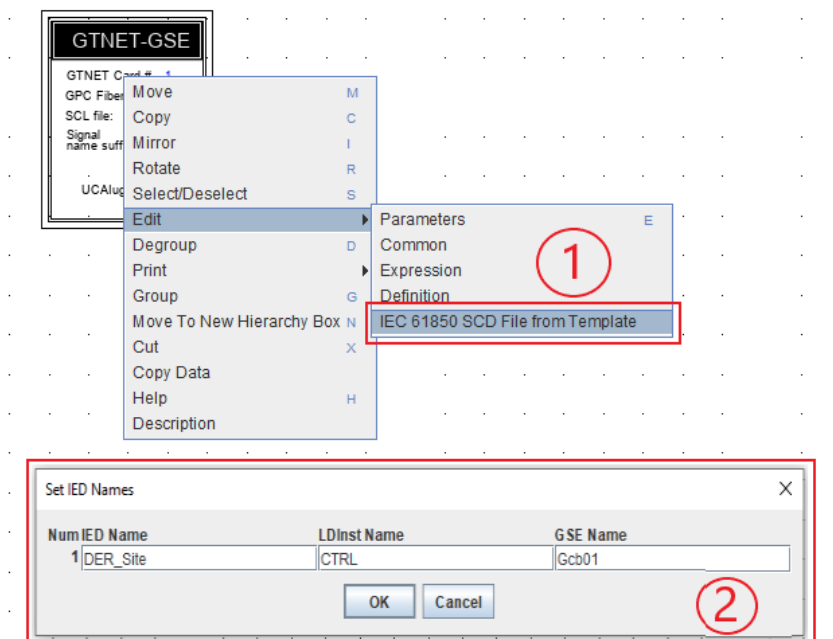 GTNET-GSE
GTNET Card # 1
GPC Fiber
SCL file:
Signal
name suff
UCAIug
Move M
Copy C
Mirror I
Rotate R
Select/Deselect S
Edit
Degroup D
Print
Group G
Move To New Hierarchy Box N
Cut X
Copy Data
Help H
Description
Parameters E
Common
Expression
Definition
IEC 61850 SCD File from Template
1
Set IED Names X
Num IED Name LDInst Name GSE Name
1 DER_Site CTRL Gcb01
OK Cancel
2